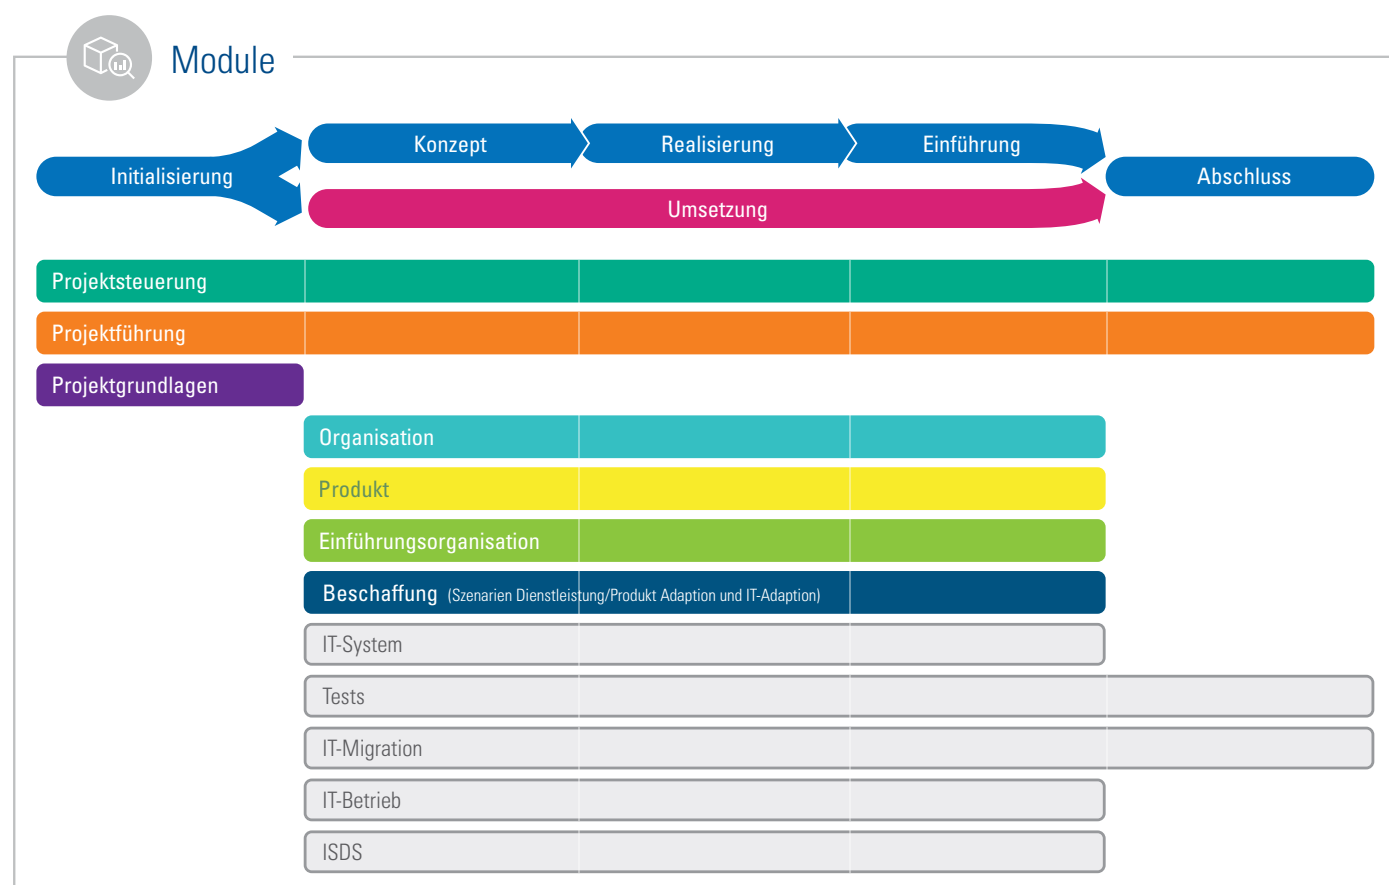 Module
Konzept
Realisierung
Einführung
Initialisierung
Abschluss
Umsetzung
Projektsteuerung
Projektführung
Projektgrundlagen
Organisation
Produkt
Einführungsorganisation
Beschaffung (Szenarien Dienstleistung/Produkt Adaption und IT-Adaption)
IT-System
Tests
IT-Migration
IT-Betrieb
ISDS